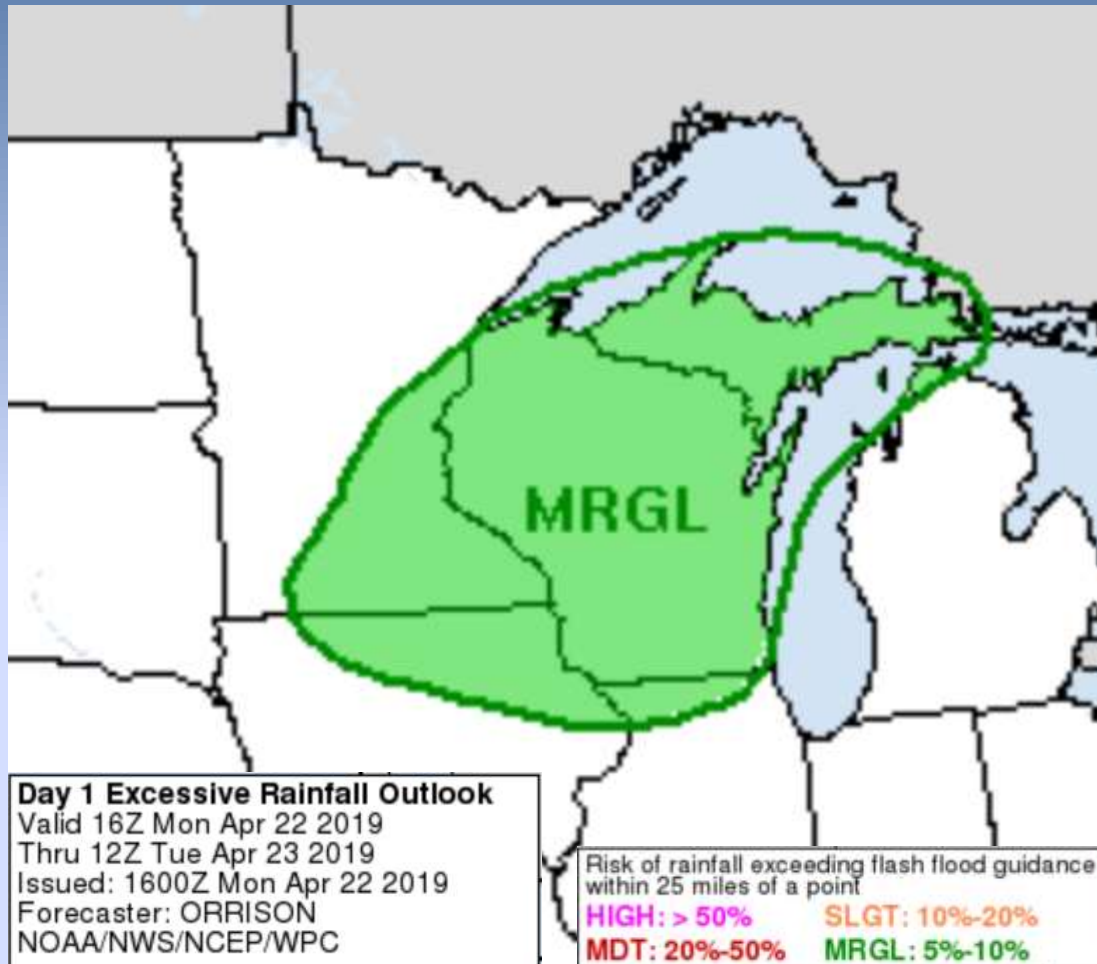 MRGL
Day 1 Excessive Rainfall Outlook
Valid 16Z Mon Apr 22 2019
Thru 12Z Tue Apr 23 2019
Issued: 1600Z Mon Apr 22 2019
Forecaster: ORRISON
NOAA/NWS/NCEP/WPC
Risk of rainfall exceeding flash flood guidance
within 25 miles of a point
HIGH: > 50% SLGT: 10%-20%
MDT: 20%-50% MRGL: 5%-10%